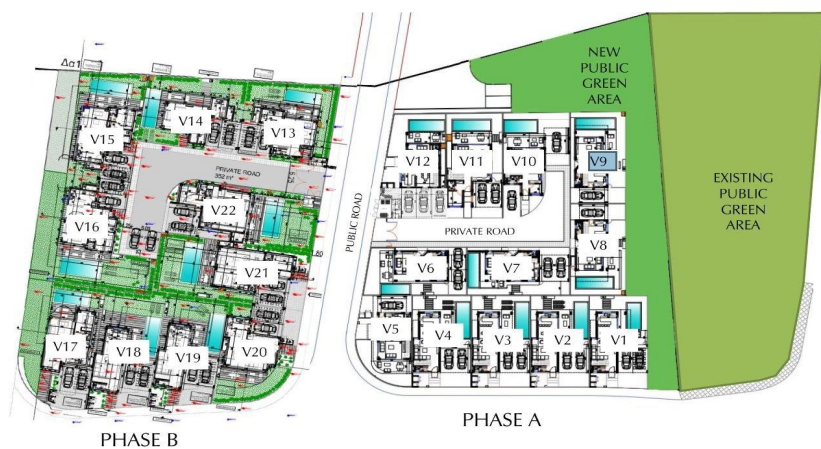 Δα1
V14
V13
V15
PRIVATE ROAD
352 m²
V22
V16
V21
V17
V18
V19
V20
PHASE B
PUBLIC ROAD
NEW
PUBLIC
GREEN
AREA
EXISTING
PUBLIC
GREEN
AREA
V12
V11
V10
V9
PRIVATE ROAD
V8
V6
V7
V5
V4
V3
V2
V1
PHASE A